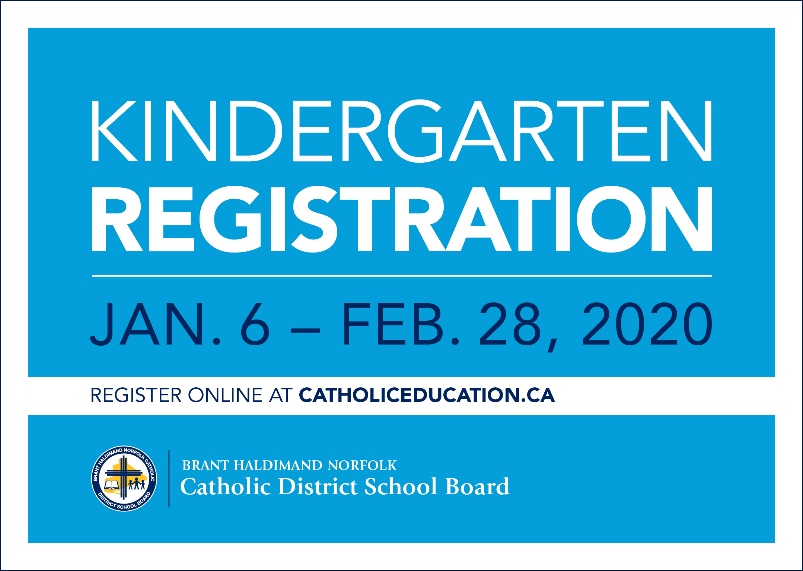 KINDERGARTEN
REGISTRATION
JAN. 6 – FEB. 28, 2020
REGISTER ONLINE AT CATHOLICEDUCATION.CA
BRANT HALDIMAND NORFOLK CATHOLIC
DISTRICT SCHOOL BOARD
BRANT HALDIMAND NORFOLK
Catholic District School Board